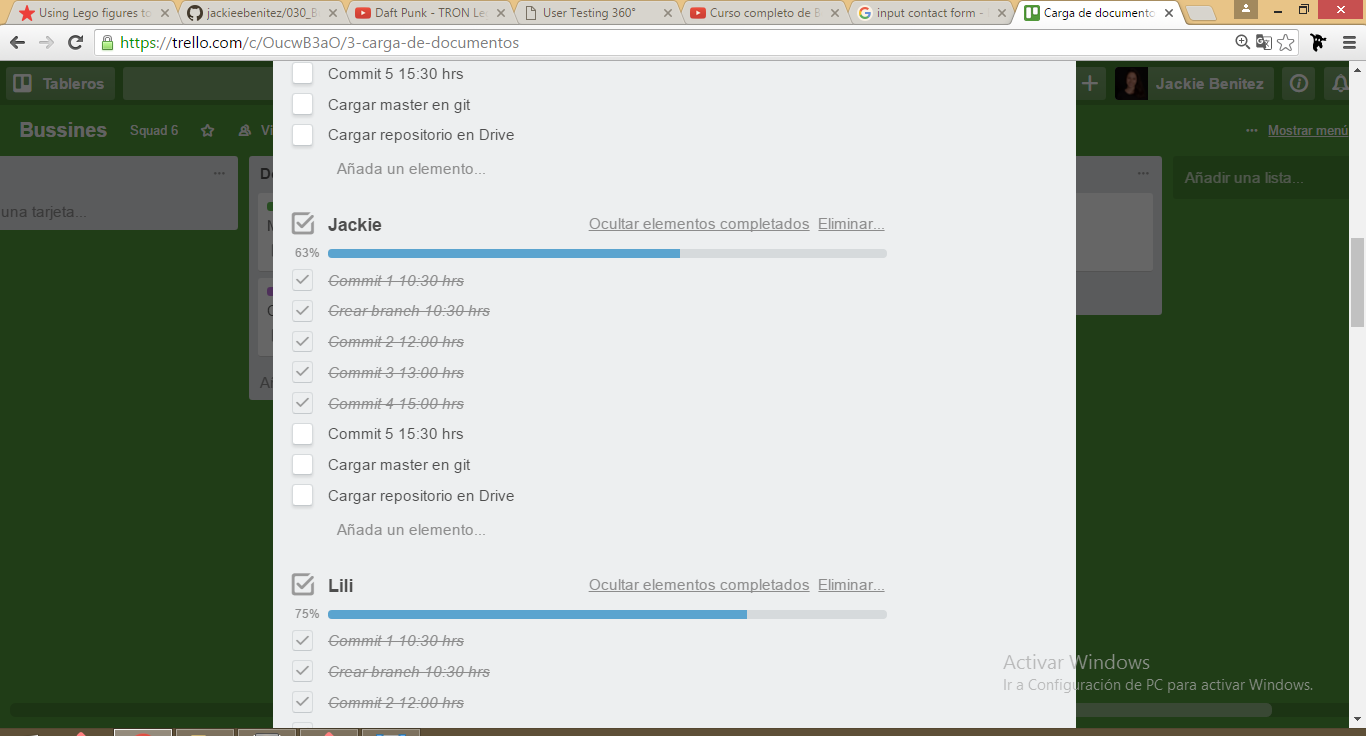 Using Lego figures to
jackieebenitez/030_B
Daft Punk - TRON Le
User Testing 360°
Curso completo de B
input contact form -
Carga de documento
https://trello.com/c/OucwB3aO/3-carga-de-documentos
Tableros
Jackie Benitez
Bussines
Squad 6
Vi
Mostrar menú
Commit 5 15:30 hrs
Cargar master en git
Cargar repositorio en Drive
Añada un elemento...
una tarjeta...
Añadir una lista...
Jackie
Ocultar elementos completados
Eliminar...
63%
Commit 1 10:30 hrs
Crear branch 10:30 hrs
Commit 2 12:00 hrs
Commit 3 13:00 hrs
Commit 4 15:00 hrs
Commit 5 15:30 hrs
Cargar master en git
Cargar repositorio en Drive
Añada un elemento...
Lili
Ocultar elementos completados
Eliminar...
75%
Commit 1 10:30 hrs
Crear branch 10:30 hrs
Commit 2 12:00 hrs
Activar Windows
Ir a Configuración de PC para activar Windows.